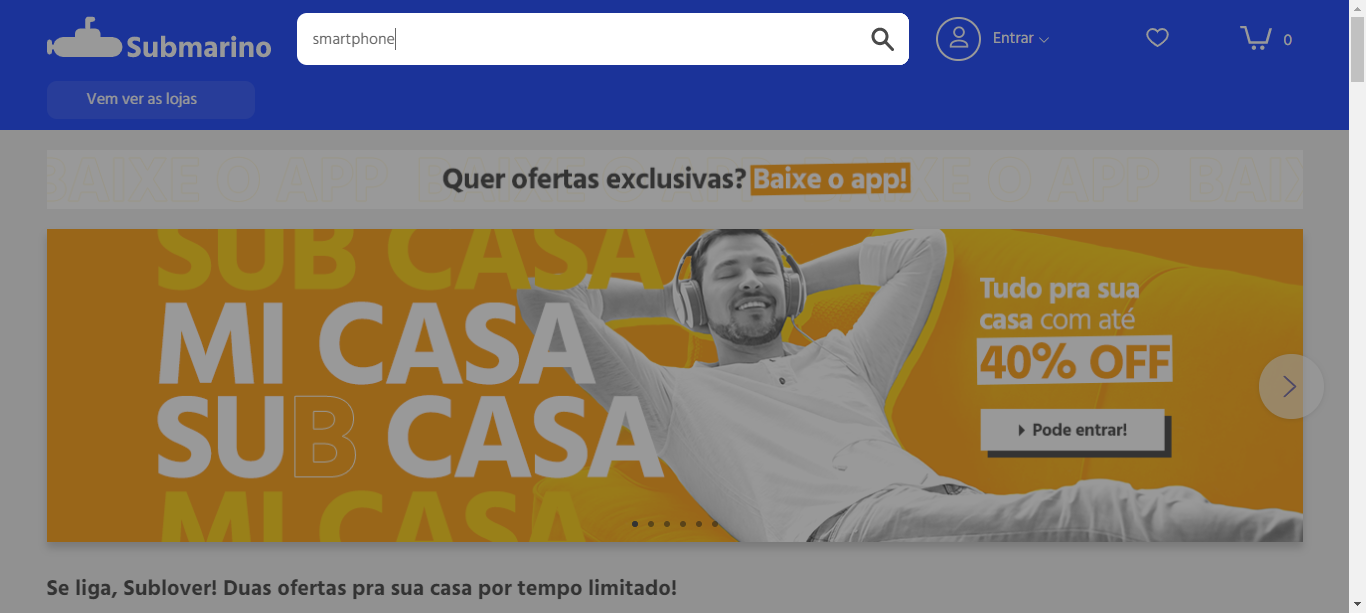 Submarino
smartphone
Entrar
0
Vem ver as lojas
Quer ofertas exclusivas? Baixe o app!
SUB CASA
MI CASA
SUB CASA
MI CASA
Tudo pra sua
casa com até
40% OFF
Pode entrar!
Se liga, Sublover! Duas ofertas pra sua casa por tempo limitado!